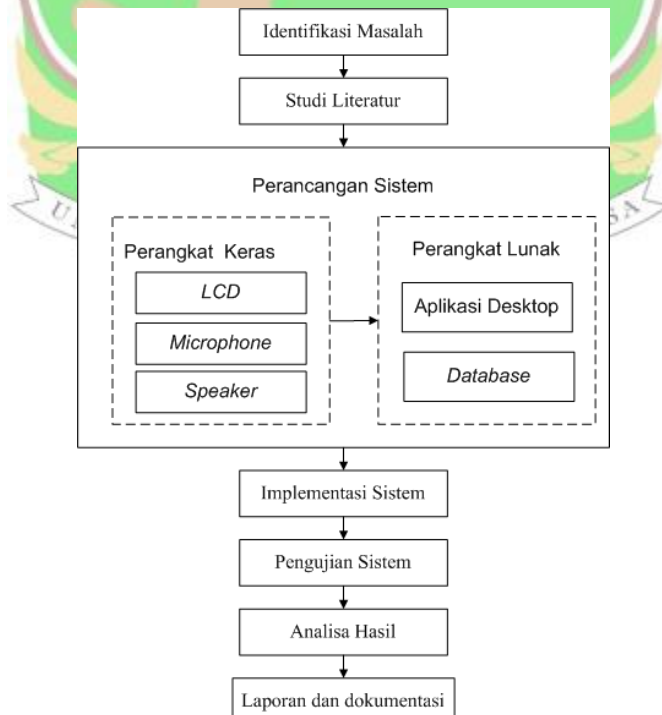 Identifikasi Masalah
Studi Literatur
Perancangan Sistem
Perangkat Keras
LCD
Microphone
Speaker
Perangkat Lunak
Aplikasi Desktop
Database
Implementasi Sistem
Pengujian Sistem
Analisa Hasil
Laporan dan dokumentasi